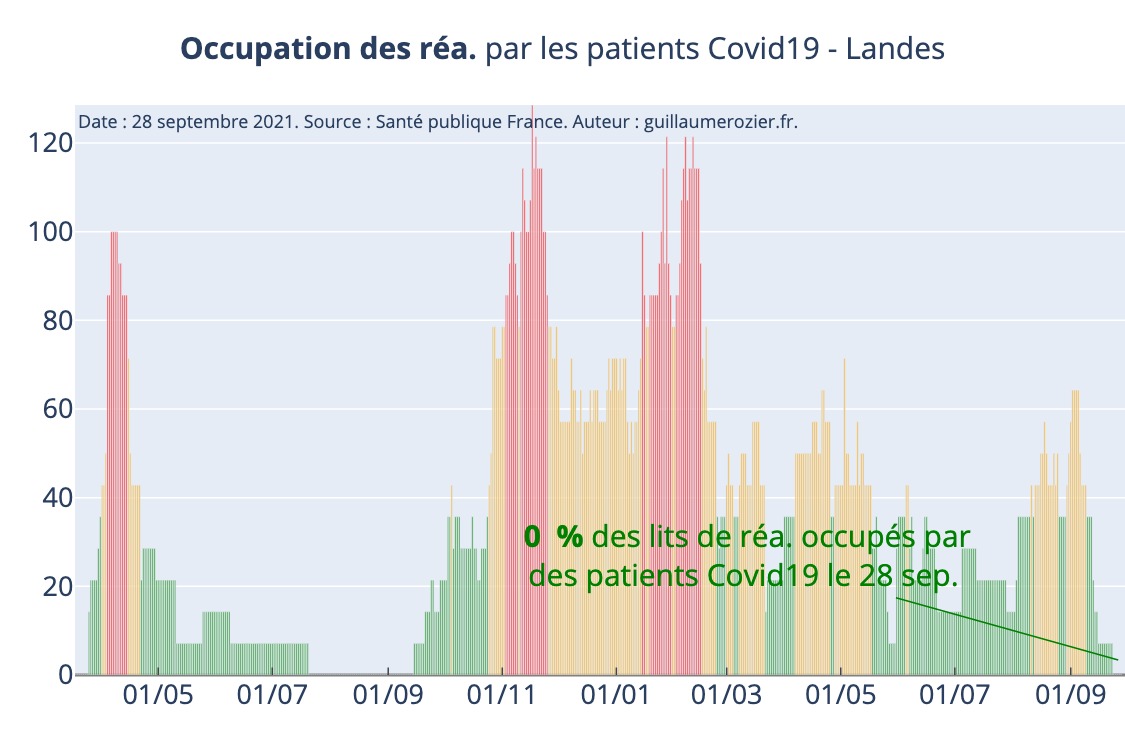 Occupation des réa. par les patients Covid19 - Landes
Date : 28 septembre 2021. Source : Santé publique France. Auteur : guillaumerozier.fr.
120
100
80
60
40
20
0
0 % des lits de réa. occupés par
des patients Covid19 le 28 sep.
01/05 01/07 01/09 01/11 01/01 01/03 01/05 01/07 01/09